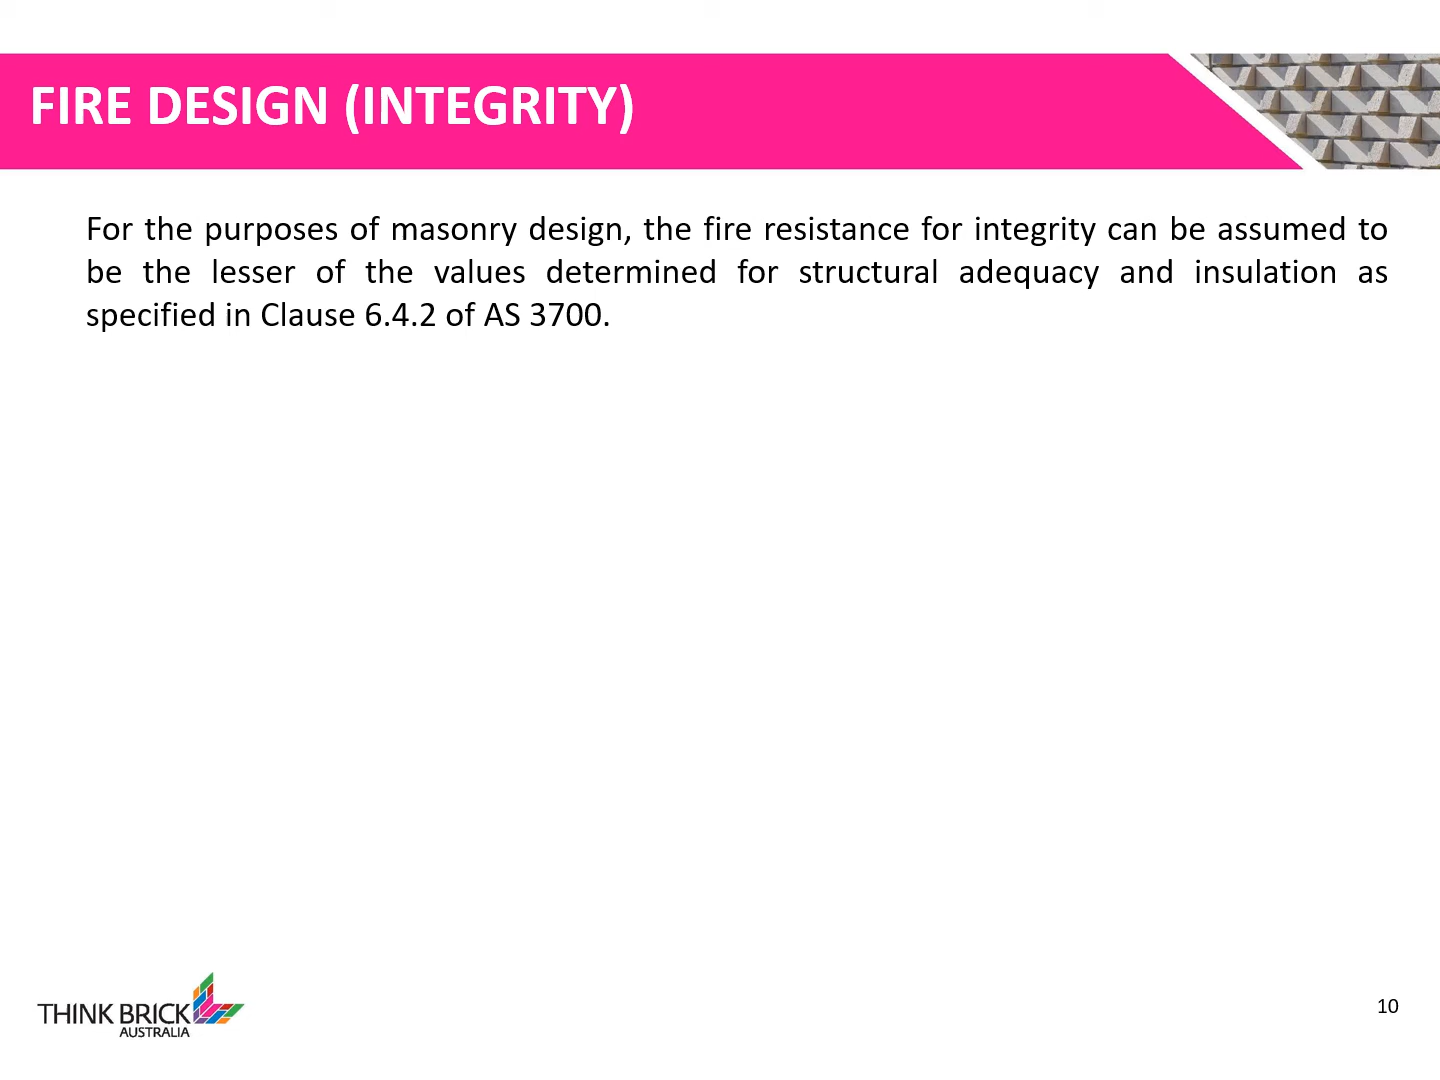 FIRE DESIGN (INTEGRITY)
For the purposes of masonry design, the fire resistance for integrity can be assumed to
be the lesser of the values determined for structural adequacy and insulation as
specified in Clause 6.4.2 of AS 3700.
THINK BRICK
AUSTRALIA
10